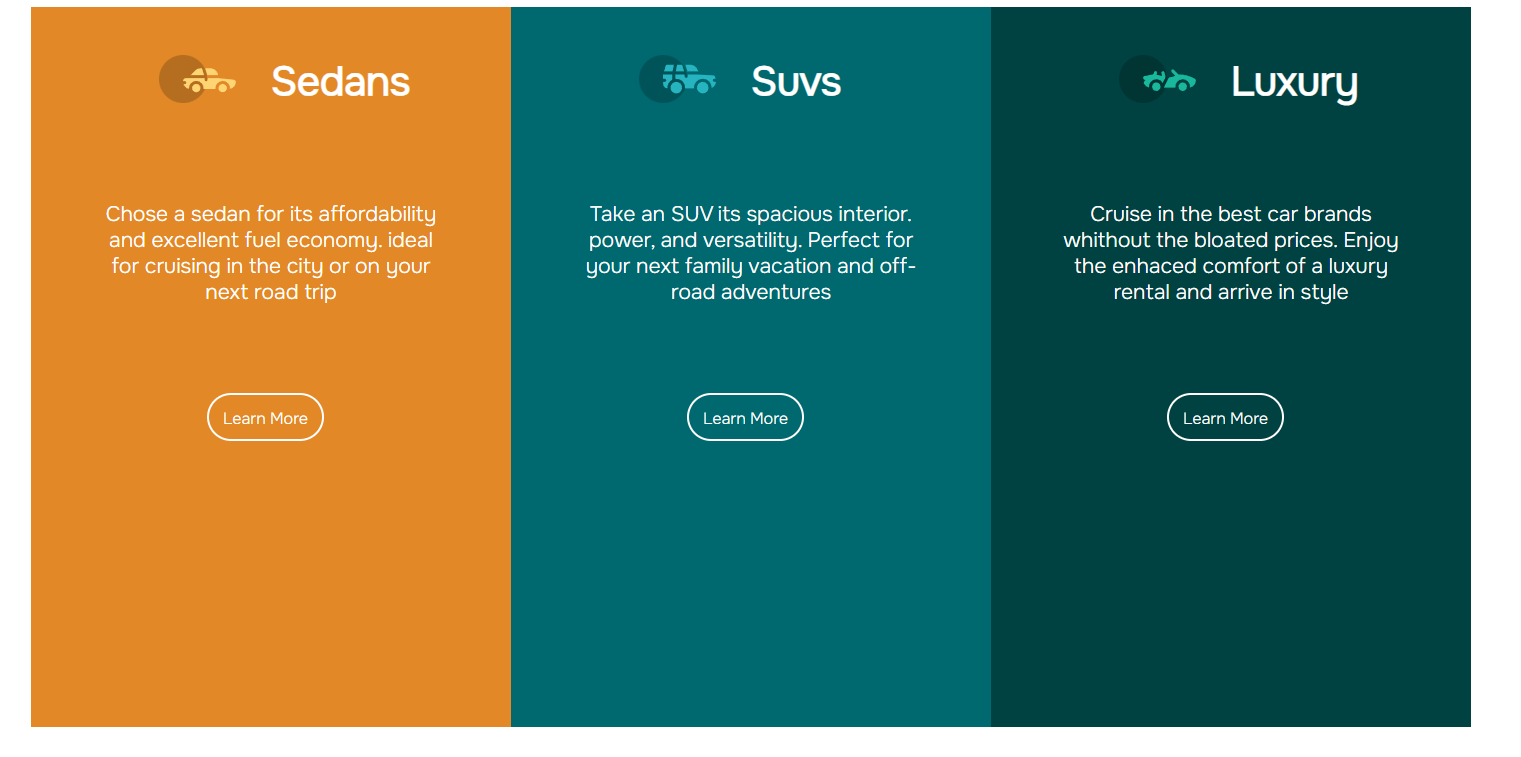 Sedans
Chose a sedan for its affordability
and excellent fuel economy. ideal
for cruising in the city or on your
next road trip
Learn More
Suvs
Take an SUV its spacious interior.
power, and versatility. Perfect for
your next family vacation and off-
road adventures
Learn More
Luxury
Cruise in the best car brands
whithout the bloated prices. Enjoy
the enhaced comfort of a luxury
rental and arrive in style
Learn More